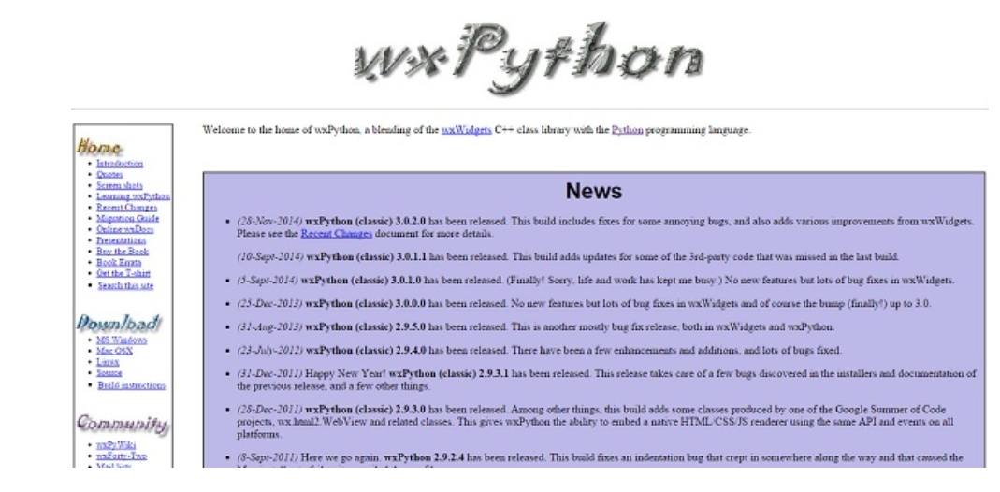 wxPython
Welcome to the home of wxPython, a blending of the wxWidgets C++ class library with the Python programming language.
Home
Introduction
Quotes
Screen shots
Learning wxPython
Recent Changes
Migration Guide
Online wxDocs
Presentations
Buy the Book
Book Errata
Get the T-shirt
Search this site
Download
MS Windows
Mac OSX
Linux
Source
Build instructions
Community
wxPyWiki
wxForty-Two
Mail lists
News
(28-Nov-2014) wxPython (classic) 3.0.2.0 has been released. This build includes fixes for some annoying bugs, and also adds various improvements from wxWidgets.
Please see the Recent Changes document for more details.
(10-Sept-2014) wxPython (classic) 3.0.1.1 has been released. This build adds updates for some of the 3rd-party code that was missed in the last build.
(5-Sept-2014) wxPython (classic) 3.0.1.0 has been released. (Finally! Sorry, life and work has kept me busy.) No new features but lots of bug fixes in wxWidgets.
(25-Dec-2013) wxPython (classic) 3.0.0.0 has been released. No new features but lots of bug fixes in wxWidgets and of course the bump (finally!) up to 3.0.
(31-Aug-2013) wxPython (classic) 2.9.5.0 has been released. This is another mostly bug fix release, both in wxWidgets and wxPython.
(23-July-2012) wxPython (classic) 2.9.4.0 has been released. There have been a few enhancements and additions, and lots of bugs fixed.
(31-Dec-2011) Happy New Year! wxPython (classic) 2.9.3.1 has been released. This release takes care of a few bugs discovered in the installers and documentation of
the previous release, and a few other things.
(28-Dec-2011) wxPython (classic) 2.9.3.0 has been released. Among other things, this build adds some classes produced by one of the Google Summer of Code
projects, wx.html2.WebView and related classes. This gives wxPython the ability to embed a native HTML/CSS/JS renderer using the same API and events on all
platforms.
(8-Sept-2011) Here we go again. wxPython 2.9.2.4 has been released. This build fixes an indentation bug that crept in somewhere along the way and that caused the